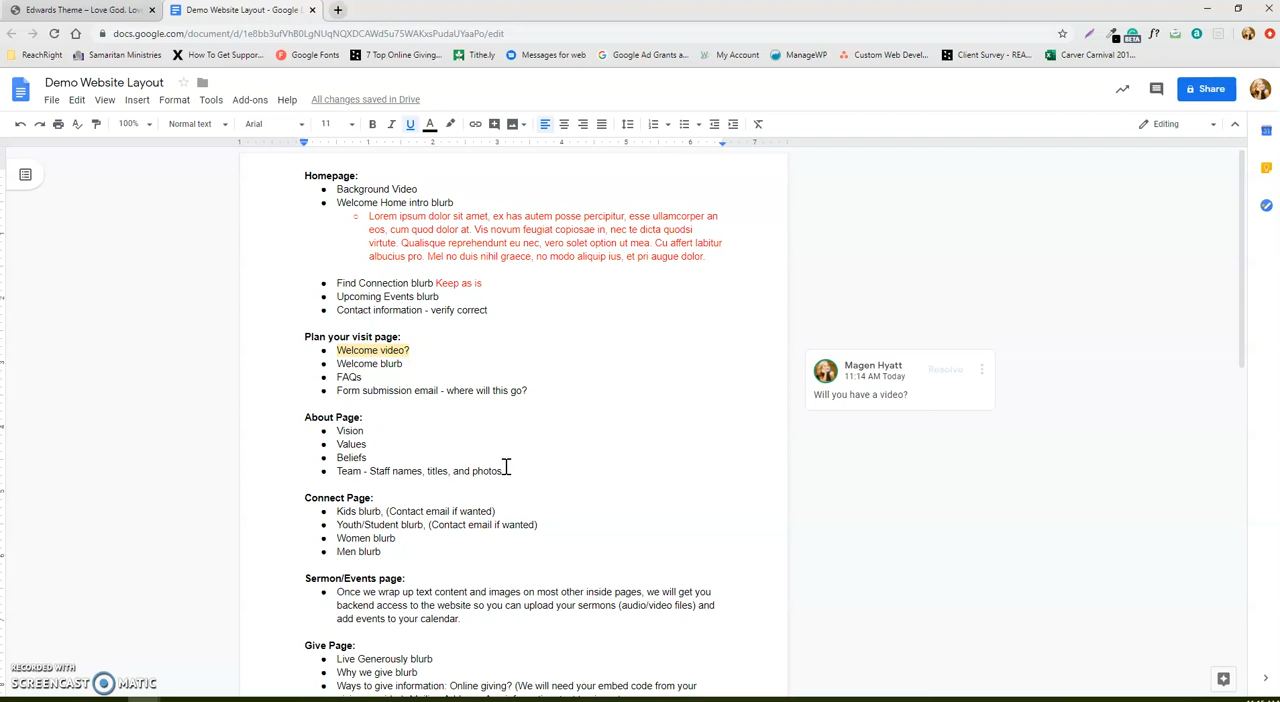 Edwards Theme – Love God. Lov
Demo Website Layout - Google
docs.google.com/document/d/1e8bb3ufVhB0LgNUqNQXDCAWd5u75WAKxsPudaUYaaPo/edit
ReachRight
Samaritan Ministries
How To Get Suppor...
Google Fonts
7 Top Online Giving...
Tithe.ly
Messages for web
Google Ad Grants a...
My Account
ManageWP
Custom Web Devel...
Client Survey - REA...
Carver Carnival 201...
Demo Website Layout
File Edit View Insert Format Tools Add-ons Help All changes saved in Drive
Share
100% Normal text Arial 11 B I U A
Editing
1 1 2 3 4 5 6 7
Homepage:
● Background Video
● Welcome Home intro blurb
○ Lorem ipsum dolor sit amet, ex has autem posse percipitur, esse ullamcorper an
eos, cum quod dolor at. Vis novum feugiat copiosae in, nec te dicta quodsi
virtute. Qualisque reprehendunt eu nec, vero solet option ut mea. Cu affert labitur
albucius pro. Mel no duis nihil graece, no modo aliquip ius, et pri augue dolor.
● Find Connection blurb Keep as is
● Upcoming Events blurb
● Contact information - verify correct
Plan your visit page:
● Welcome video?
● Welcome blurb
● FAQs
● Form submission email - where will this go?
Magen Hyatt
11:14 AM Today
Resolve
Will you have a video?
About Page:
● Vision
● Values
● Beliefs
● Team - Staff names, titles, and photos
Connect Page:
● Kids blurb, (Contact email if wanted)
● Youth/Student blurb, (Contact email if wanted)
● Women blurb
● Men blurb
Sermon/Events page:
● Once we wrap up text content and images on most other inside pages, we will get you
backend access to the website so you can upload your sermons (audio/video files) and
add events to your calendar.
Give Page:
● Live Generously blurb
● Why we give blurb
● Ways to give information: Online giving? (We will need your embed code from your
RECORDED WITH
SCREENCAST MATIC